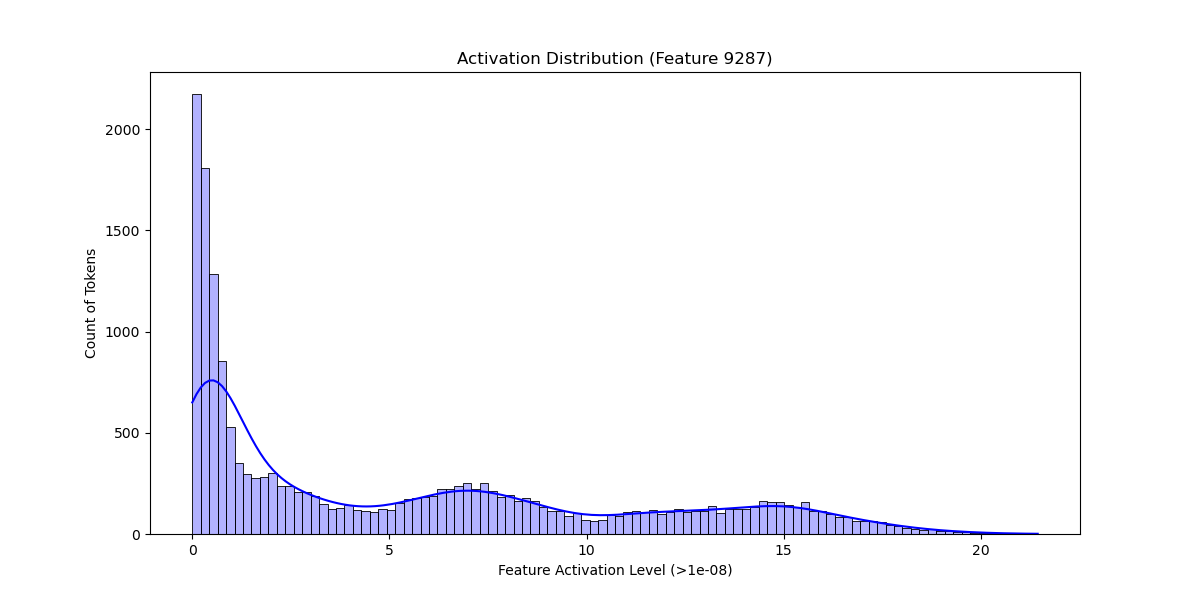 Activation Distribution (Feature 9287)
Count of Tokens
2000
1500
1000
500
0
0 5 10 15 20
Feature Activation Level (>1e-08)